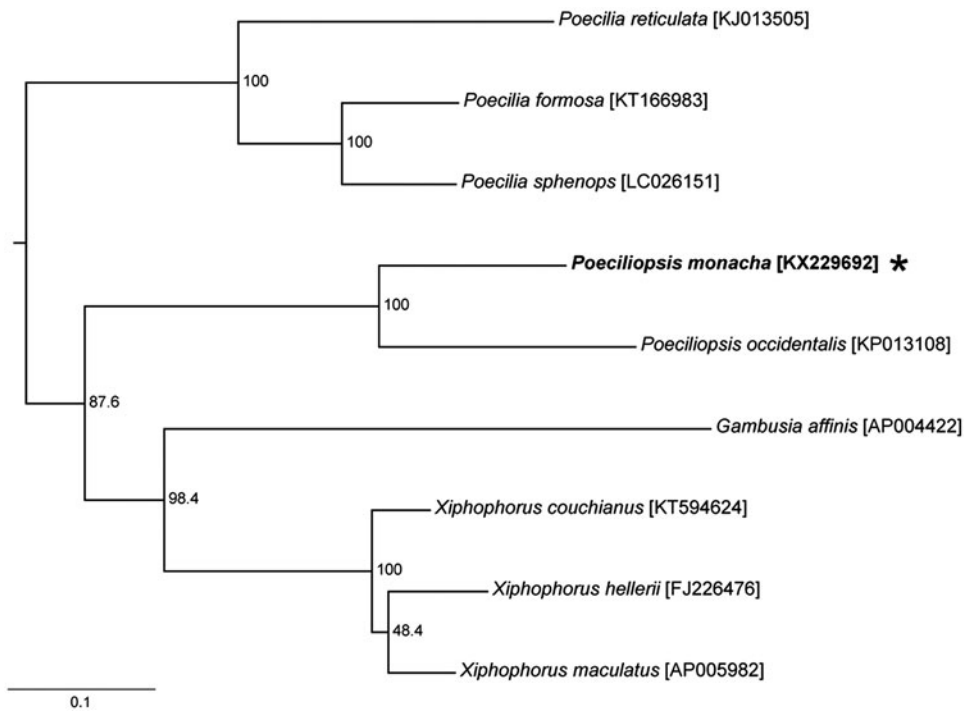 Poecilia reticulata [KJ013505]
100
Poecilia formosa [KT166983]
100
Poecilia sphenops [LC026151]
Poeciliopsis monacha [KX229692] *
100
Poeciliopsis occidentalis [KP013108]
87.6
Gambusia affinis [AP004422]
98.4
Xiphophorus couchianus [KT594624]
100
Xiphophorus hellerii [FJ226476]
48.4
Xiphophorus maculatus [AP005982]
0.1